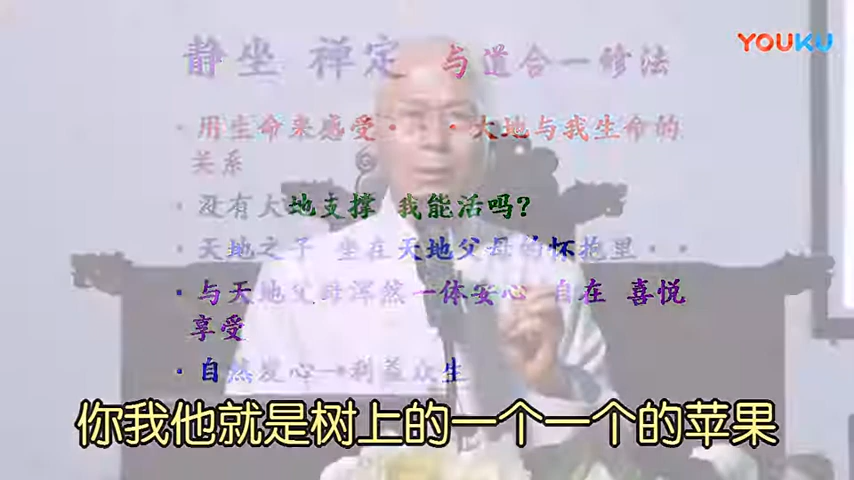 YOUKU
静坐 禅定 与道合一修法
·用生命来感受· ·大地与我生命的
关系
·没有大地支撑 我能活吗?
·天地之子 坐在天地父母的怀抱里··
·与天地父母浑然一体安心 自在 喜悦
享受
·自然发心→利益众生
你我他就是树上的一个一个的苹果